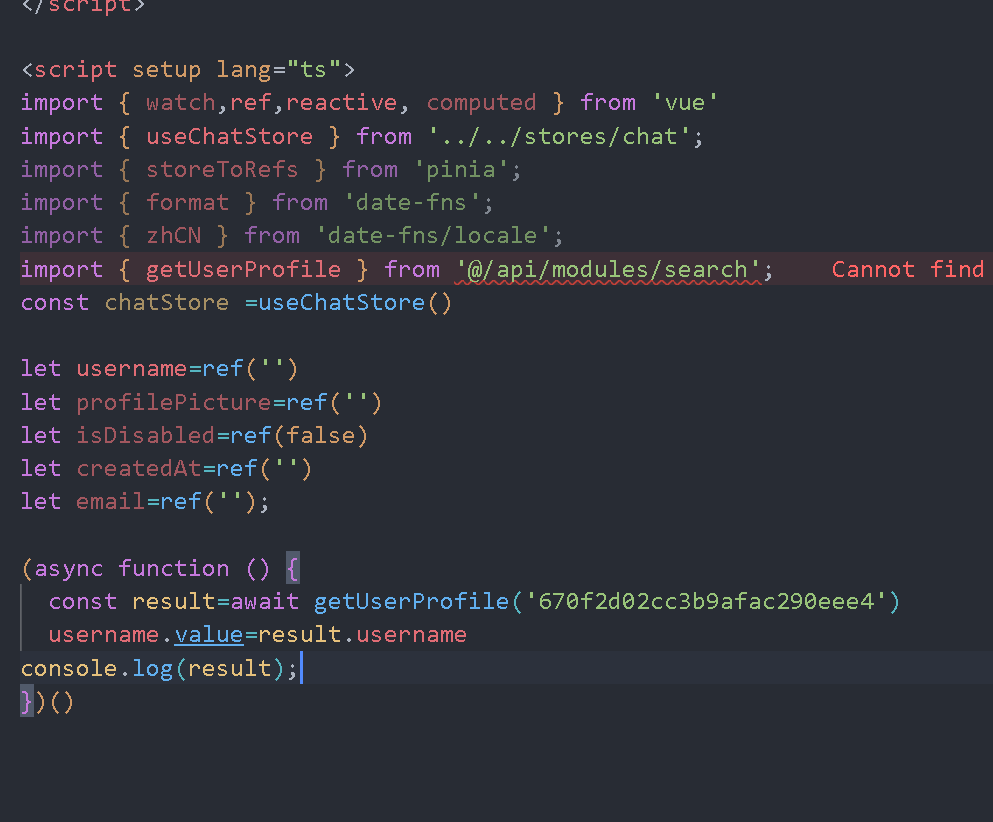 </script>
<script setup lang="ts">
import { watch,ref,reactive, computed } from 'vue'
import { useChatStore } from '../../stores/chat';
import { storeToRefs } from 'pinia';
import { format } from 'date-fns';
import { zhCN } from 'date-fns/locale';
import { getUserProfile } from '@/api/modules/search';    Cannot find
const chatStore =useChatStore()
let username=ref('')
let profilePicture=ref('')
let isDisabled=ref(false)
let createdAt=ref('')
let email=ref('');
(async function () {
  const result=await getUserProfile('670f2d02cc3b9afac290eee4')
  username.value=result.username
console.log(result);
})()